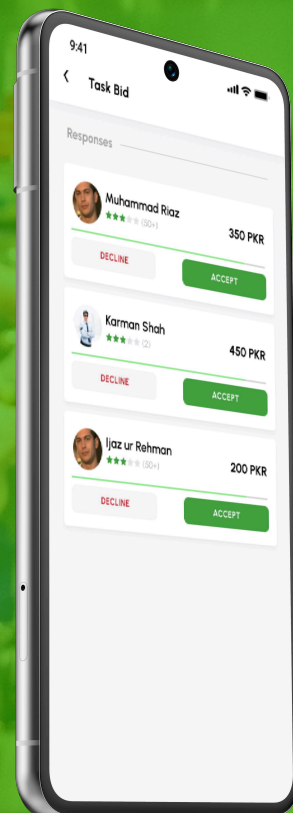 9:41
Task Bid
Responses
Muhammad Riaz
(50+)
350 PKR
DECLINE
ACCEPT
Karman Shah
(2)
450 PKR
DECLINE
ACCEPT
Ijaz ur Rehman
(50+)
200 PKR
DECLINE
ACCEPT